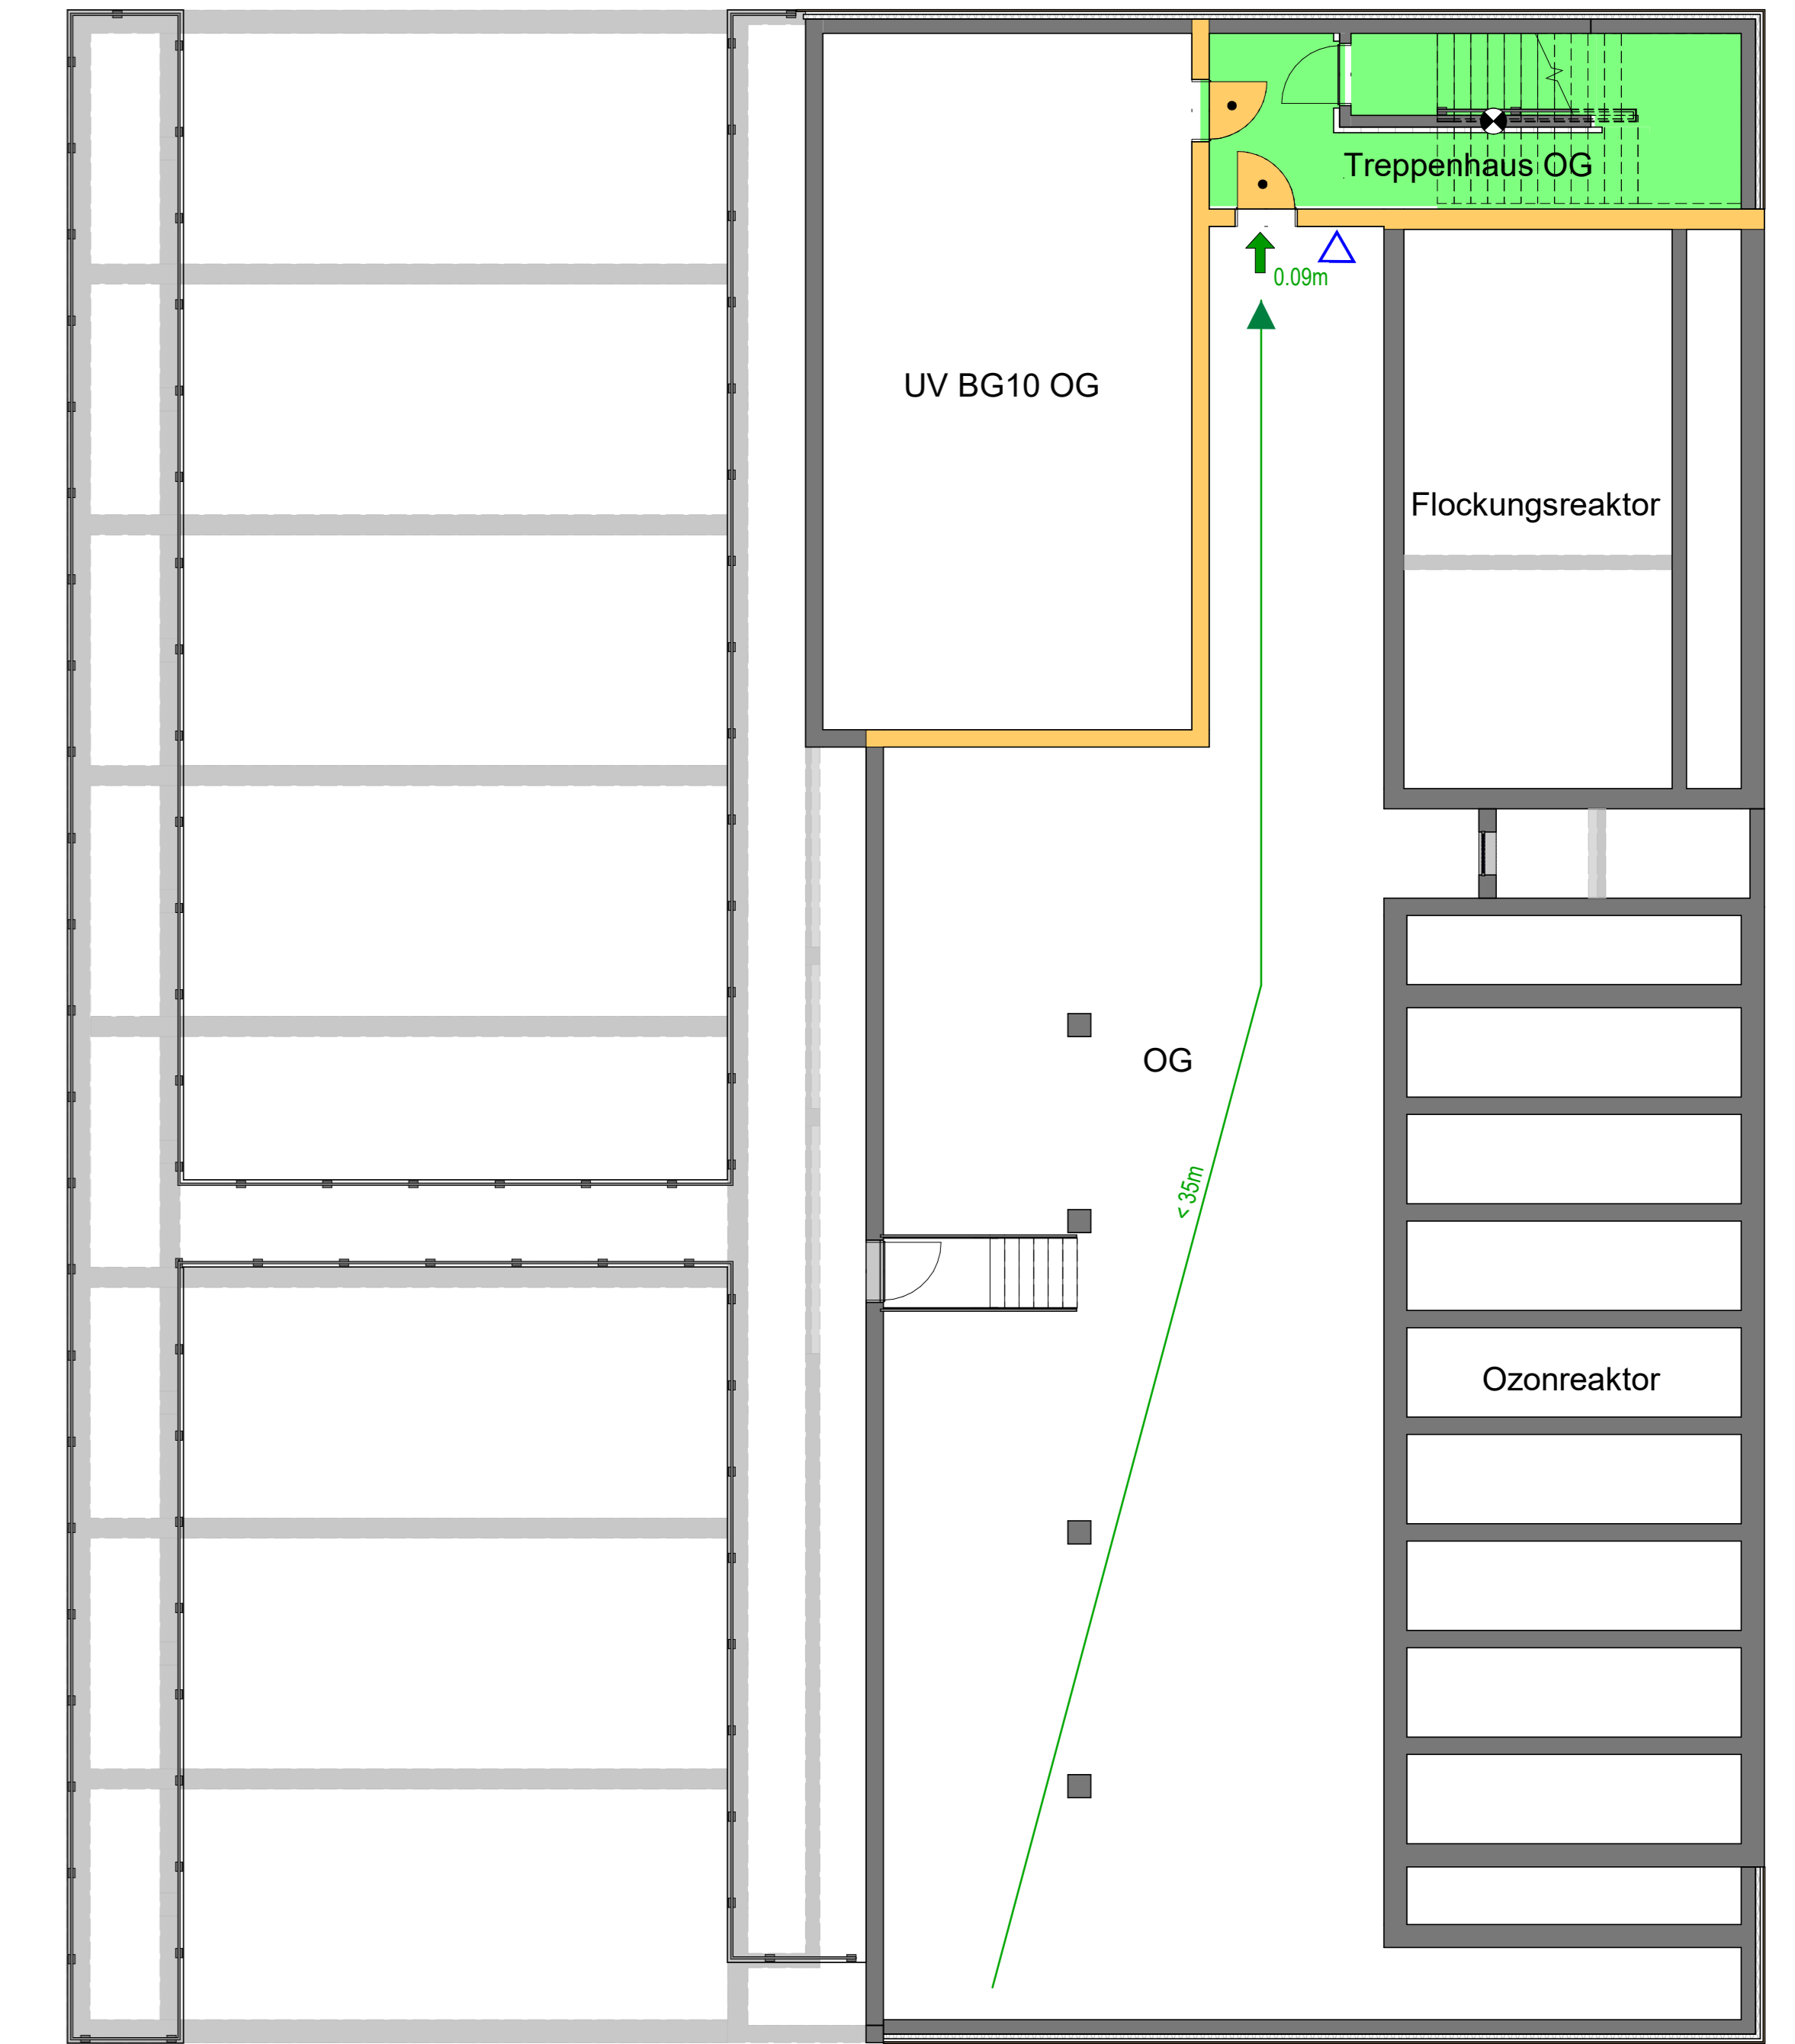 Treppenhaus OG
0.09m
UV BG10 OG
Flockungsreaktor
OG
< 35m
Ozonreaktor